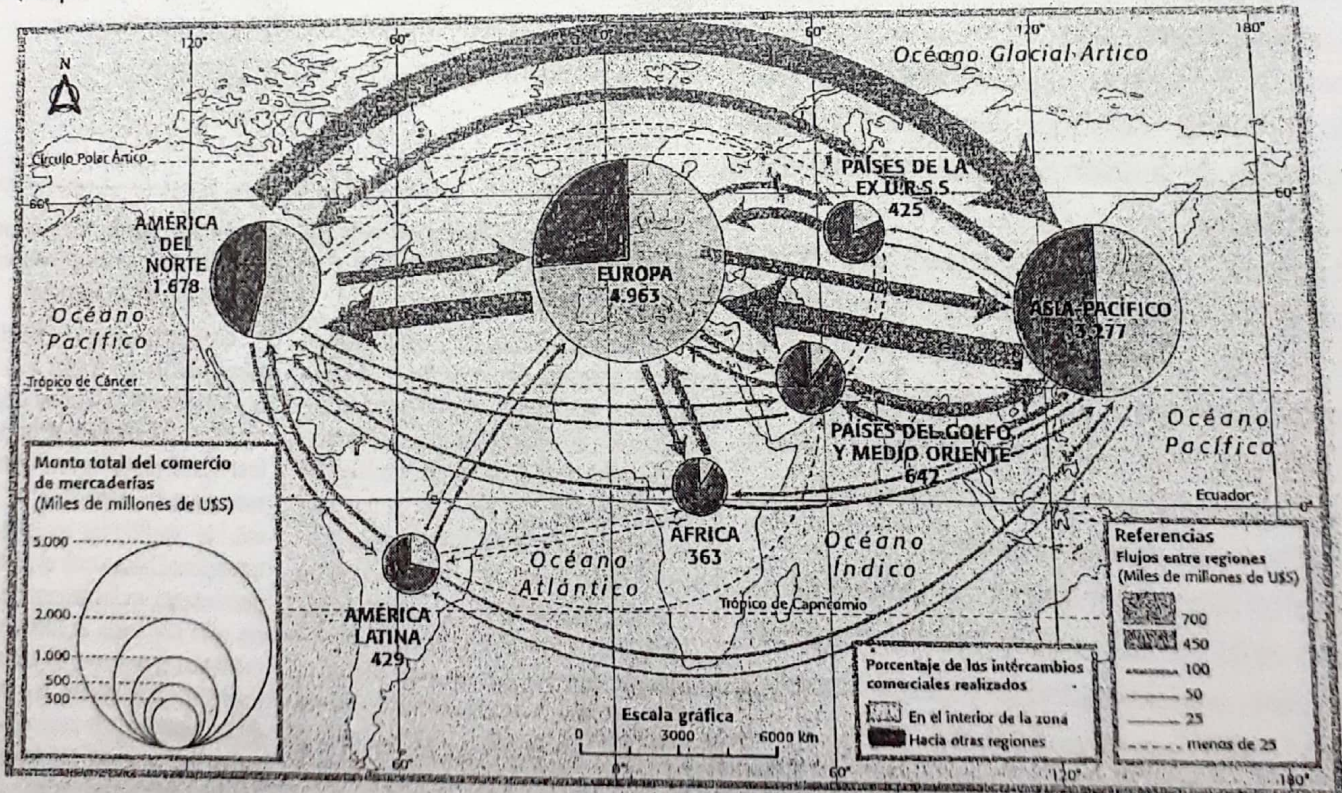 120°
60°
0°
60°
120°
180°
Océano Glacial Ártico
N
Círculo Polar Ártico
60°
60°
PAÍSES DE LA
EX U.R.S.S.
425
AMÉRICA
DEL
NORTE
1.678
EUROPA
4.963
ASIA-PACÍFICO
3.277
Océano
Pacífico
Trópico de Cáncer
PAÍSES DEL GOLFO
Y MEDIO ORIENTE
642
Océano
Pacífico
Ecuador
0°
ÁFRICA
363
Océano
Atlántico
Océano
Índico
Trópico de Capricornio
AMÉRICA
LATINA
429
Monto total del comercio
de mercaderías
(Miles de millones de U$S)
5.000
2.000
1.000
500
300
Escala gráfica
0 3000 6000 km
Porcentaje de los intercambios
comerciales realizados
En el interior de la zona
Hacia otras regiones
Referencias
Flujos entre regiones
(Miles de millones de U$S)
700
450
100
50
25
menos de 25
60°
0°
60°
120°
180°